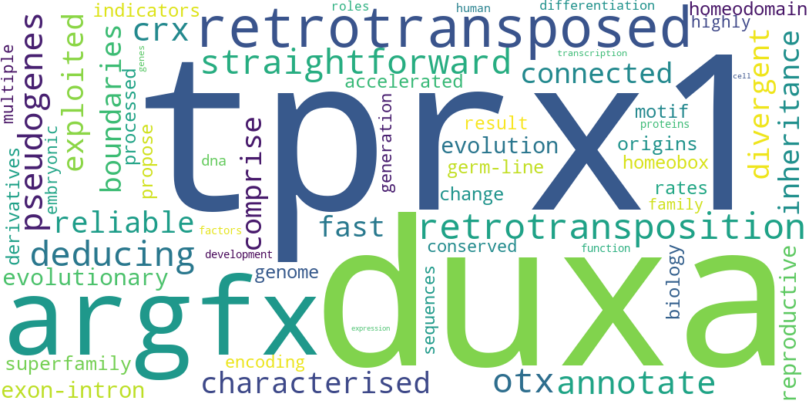 indicators
roles
human
differentiation
homeodomain
crx
retrotransposed
highly
multiple
pseudogenes
exploited
boundaries
processed
genes
straightforward
accelerated
connected
transcription
cell
divergent
inheritance
tprx1
motif
proteins
result
evolution
origins
generation
germ-line
homeobox
embryonic
propose
dna
comprise
change
rates
family
derivatives
reliable
factors
fast
retrotransposition
deducing
development
genome
conserved
function
evolutionary
sequences
biology
reproductive
argfx
duxa
expression
superfamily
encoding
exon-intron
characterised
otx
annotate